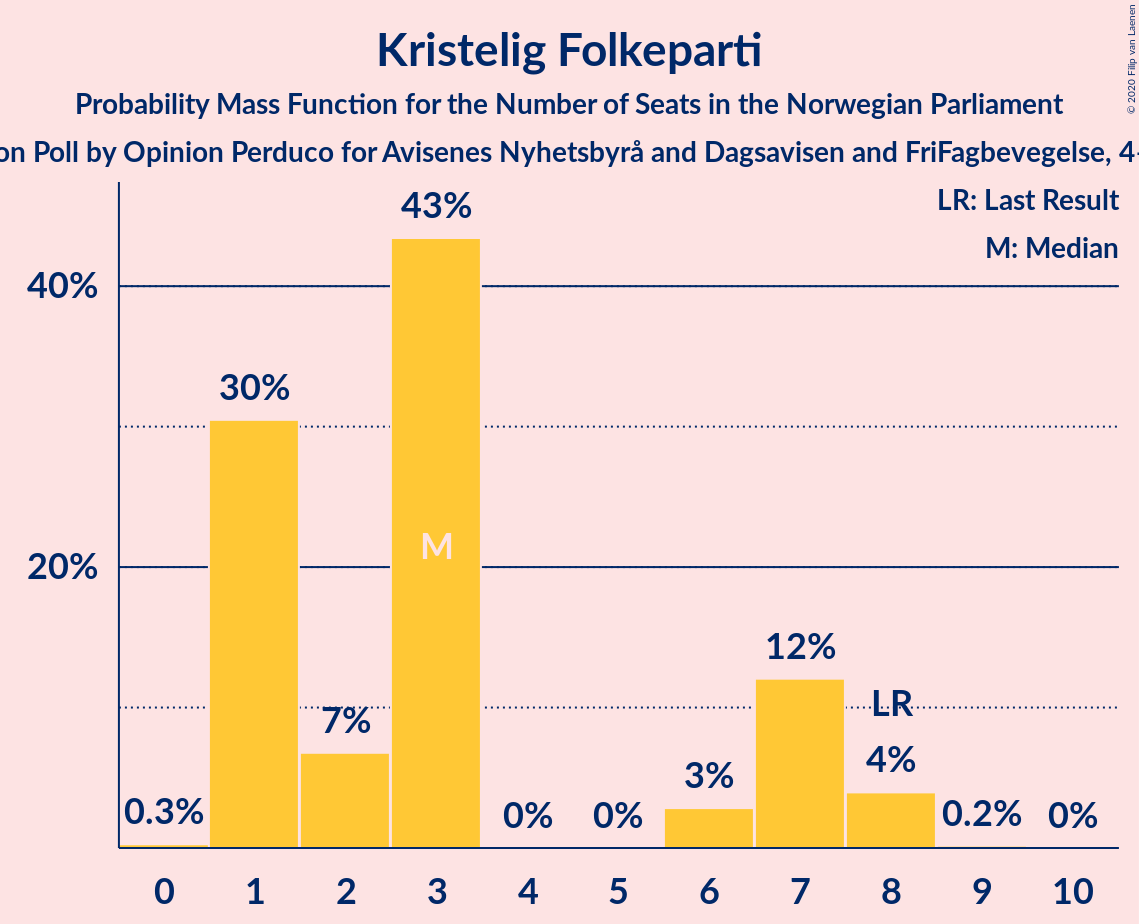 Kristelig Folkeparti
Probability Mass Function for the Number of Seats in the Norwegian Parliament
on Poll by Opinion Perduco for Avisenes Nyhetsbyrå and Dagsavisen and FriFagbevegelse, 4-
© 2020 Filip van Laenen
LR: Last Result
M: Median
43%
40%
30%
M
20%
12%
LR
7%
4%
3%
0.3%
0%
0%
0.2%
0%
0 1 2 3 4 5 6 7 8 9 10